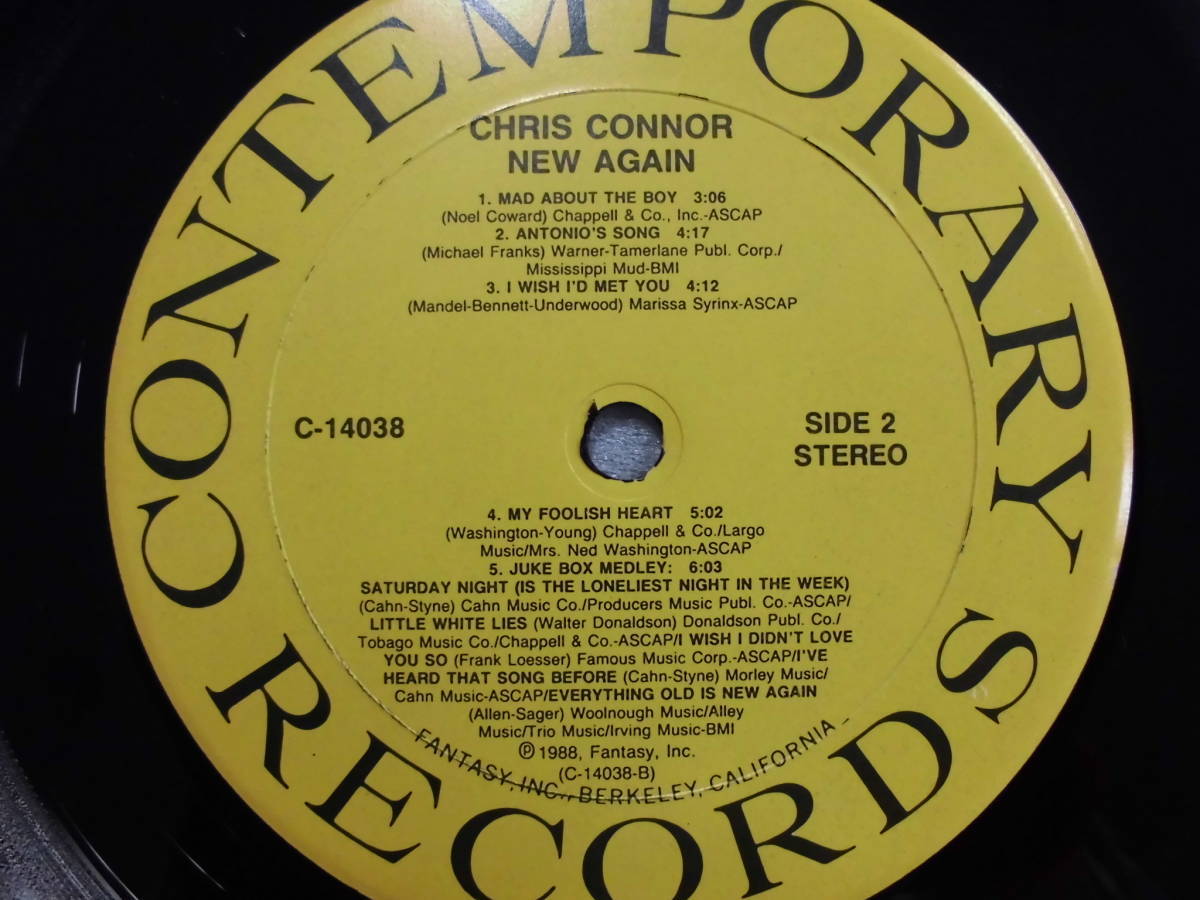 CONTEMPORARY RECORDS
CHRIS CONNOR
NEW AGAIN
1. MAD ABOUT THE BOY 3:06
(Noel Coward) Chappell & Co., Inc.-ASCAP
2. ANTONIO'S SONG 4:17
(Michael Franks) Warner-Tamerlane Publ. Corp./
Mississippi Mud-BMI
3. I WISH I'D MET YOU 4:12
(Mandel-Bennett-Underwood) Marissa Syrinx-ASCAP
C-14038
SIDE 2
STEREO
4. MY FOOLISH HEART 5:02
(Washington-Young) Chappell & Co./Largo
Music/Mrs. Ned Washington-ASCAP
5. JUKE BOX MEDLEY: 6:03
SATURDAY NIGHT (IS THE LONELIEST NIGHT IN THE WEEK)
(Cahn-Styne) Cahn Music Co./Producers Music Publ. Co.-ASCAP/
LITTLE WHITE LIES (Walter Donaldson) Donaldson Publ. Co./
Tobago Music Co./Chappell & Co.-ASCAP/I WISH I DIDN'T LOVE
YOU SO (Frank Loesser) Famous Music Corp.-ASCAP/I'VE
HEARD THAT SONG BEFORE (Cahn-Styne) Morley Music/
Cahn Music-ASCAP/EVERYTHING OLD IS NEW AGAIN
(Allen-Sager) Woolnough Music/Alley
Music/Trio Music/Irving Music-BMI
℗ 1988, Fantasy, Inc.
(C-14038-B)
FANTASY, INC., BERKELEY, CALIFORNIA